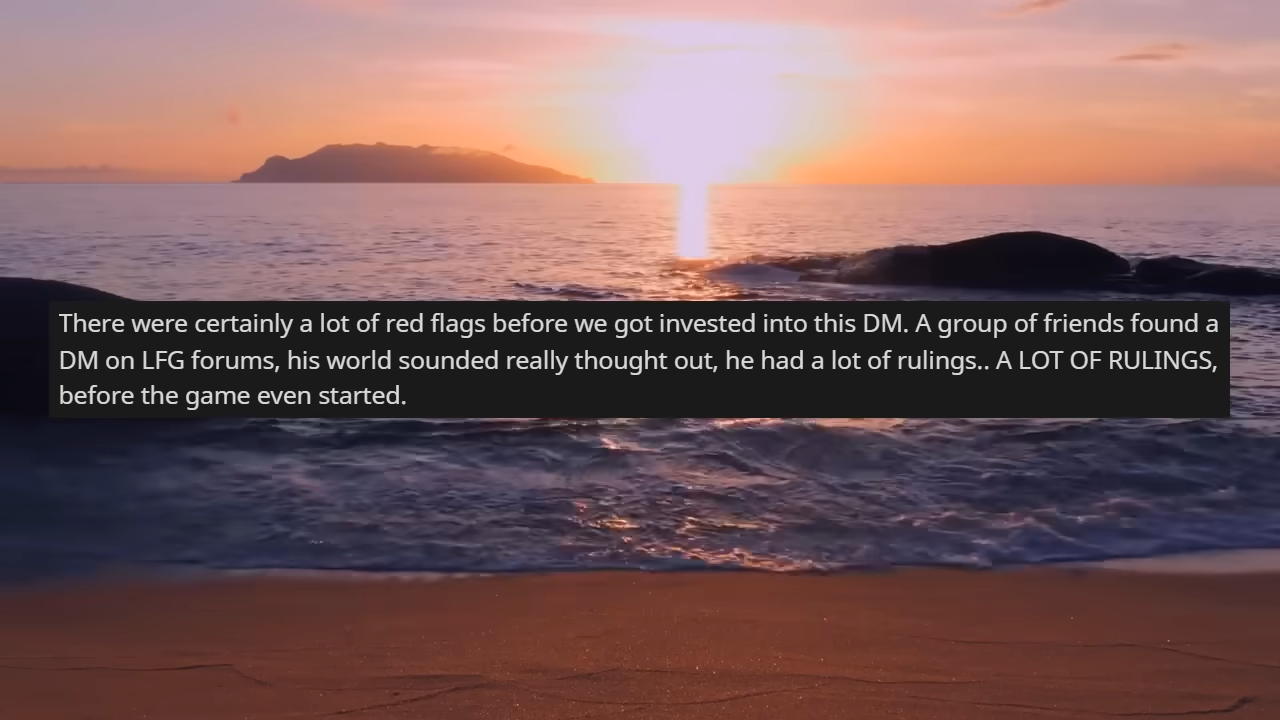 There were certainly a lot of red flags before we got invested into this DM. A group of friends found a
DM on LFG forums, his world sounded really thought out, he had a lot of rulings.. A LOT OF RULINGS,
before the game even started.